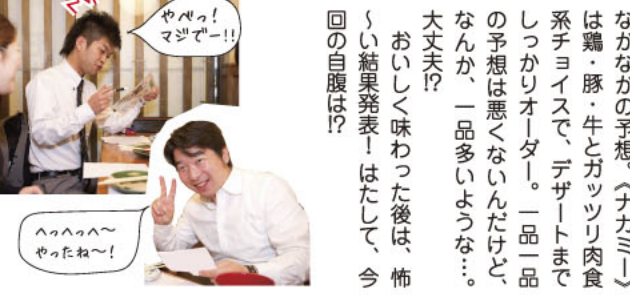 なかなかの予想。《ナカミー》
は鶏・豚・牛とガッツリ肉食
系チョイスで、デザートまで
しっかりオーダー。一品一品
の予想は悪くないんだけど、
なんか、一品多いような…。
大丈夫!?
おいしく味わった後は、怖
〜い結果発表！はたして、今
回の自腹は!?
やべっ！
マジでー!!
へっへっへ〜
やったね〜！